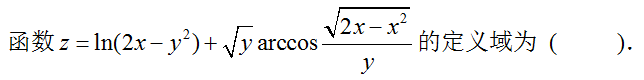 函数 z = ln(2x − y²) + √y arccos (√(2x − x²))/y 的定义域为 (    ).